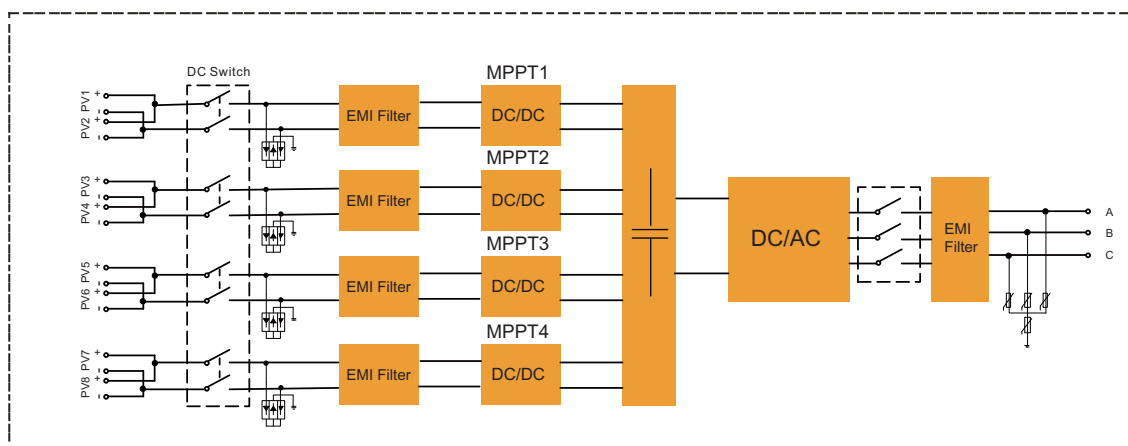 DC Switch
MPPT1
PV1
+
-
PV2
+
-
EMI Filter
DC/DC
MPPT2
PV3
+
-
PV4
+
-
EMI Filter
DC/DC
DC/AC
EMI
Filter
A
B
C
MPPT3
PV5
+
-
PV6
+
-
EMI Filter
DC/DC
MPPT4
PV7
+
-
PV8
+
-
EMI Filter
DC/DC